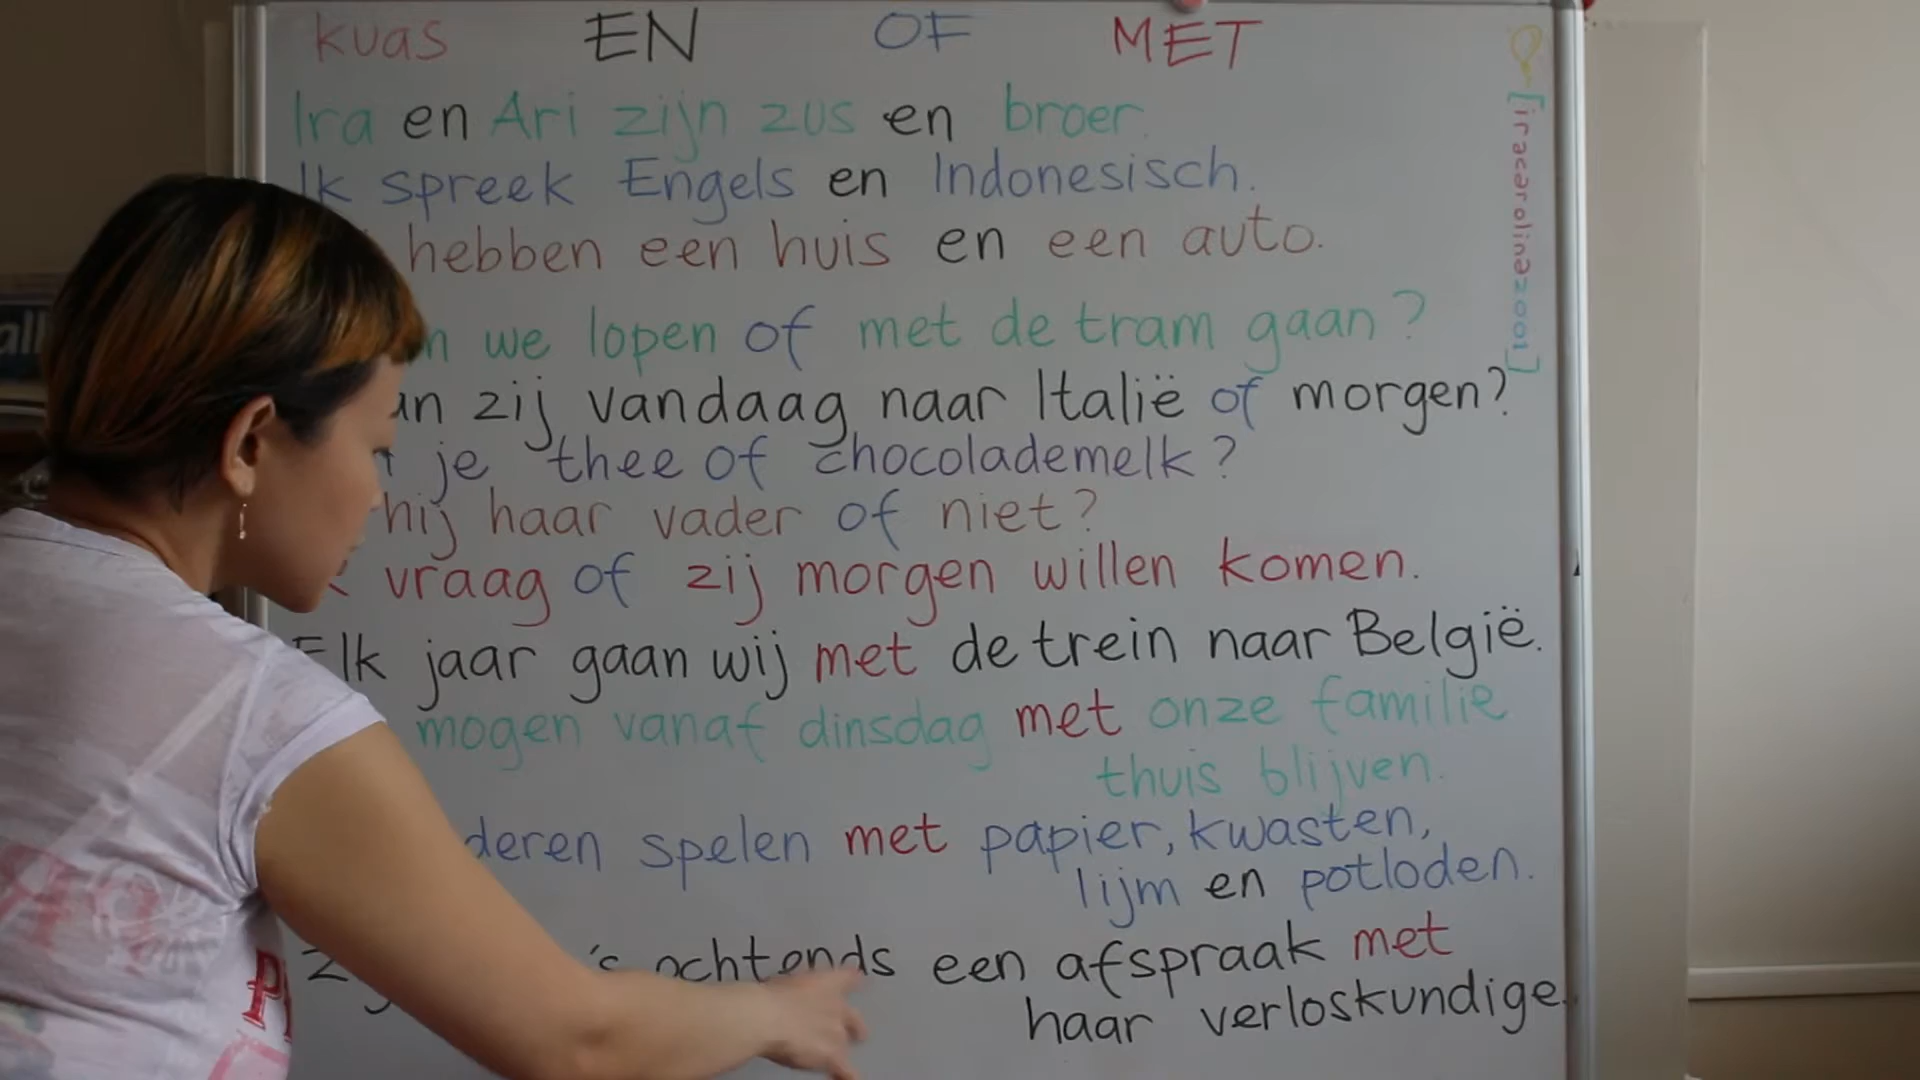 kuas EN OF MET
Ira en Ari zijn zus en broer.
Ik spreek Engels en Indonesisch.
hebben een huis en een auto.
we lopen of met de tram gaan?
zij vandaag naar Italië of morgen?
je thee of chocolademelk?
hij haar vader of niet?
vraag of zij morgen willen komen.
Elk jaar gaan wij met de trein naar België.
mogen vanaf dinsdag met onze familie
thuis blijven.
deren spelen met papier, kwasten,
lijm en potloden.
's ochtends een afspraak met
haar verloskundige.
[iracerolina2001]